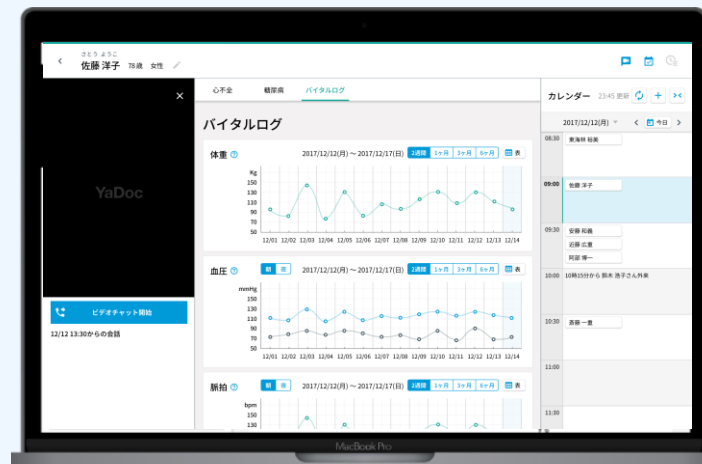 さとう ようこ
佐藤 洋子 78歳 女性
YaDoc
ビデオチャット開始
12/12 13:30からの会話
心不全 糖尿病 バイタルログ
バイタルログ
体重 2017/12/12(月)~2017/12/17(日) 2週間 1ヶ月 3ヶ月 6ヶ月 表
Kg
150
130
110
90
70
50
12/01 12/02 12/03 12/04 12/05 12/06 12/07 12/08 12/09 12/10 12/11 12/12 12/13 12/14
血圧 朝 夜 2017/12/12(月)~2017/12/17(日) 2週間 1ヶ月 3ヶ月 6ヶ月 表
mmHg
150
130
110
90
70
50
12/01 12/02 12/03 12/04 12/05 12/06 12/07 12/08 12/09 12/10 12/11 12/12 12/13 12/14
脈拍 朝 夜 2017/12/12(月)~2017/12/17(日) 2週間 1ヶ月 3ヶ月 6ヶ月 表
bpm
150
130
カレンダー 23:45 更新
2017/12/12(月) 今日
08:30 東海林 裕美
09:00 佐藤 洋子
09:30 安藤 和義
近藤 広重
阿部 博一
10:00 10時15分から 鈴木 浩子さん外来
10:30 斎藤 一重
11:00
11:30
MacBook Pro